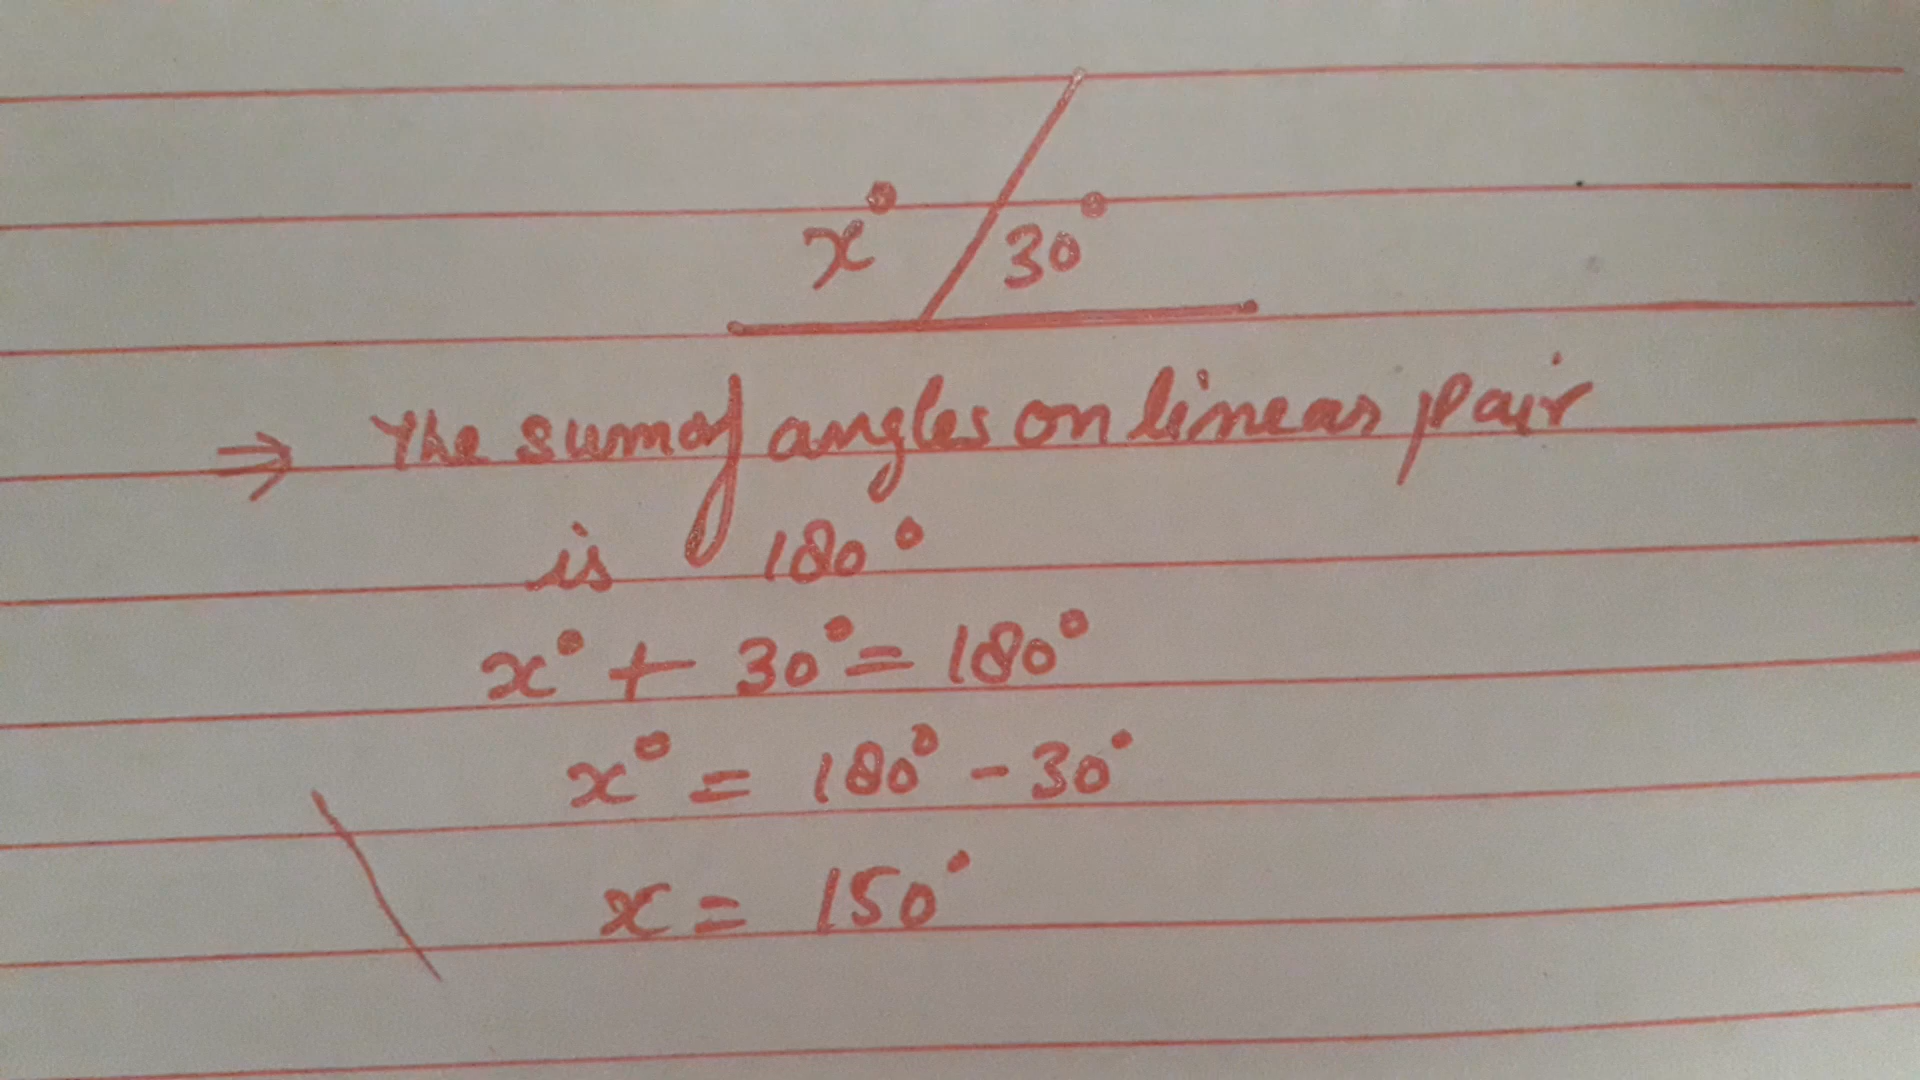 x° 30°
⇒ The sum of angles on linear pair
is 180°
x° + 30° = 180°
x° = 180° - 30°
x = 150°